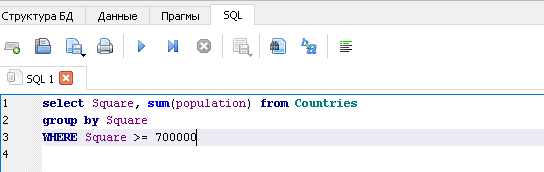 Структура БД Данные Прагмы SQL
SQL 1
1 select Square, sum(population) from Countries
2 group by Square
3 WHERE Square >= 700000
4